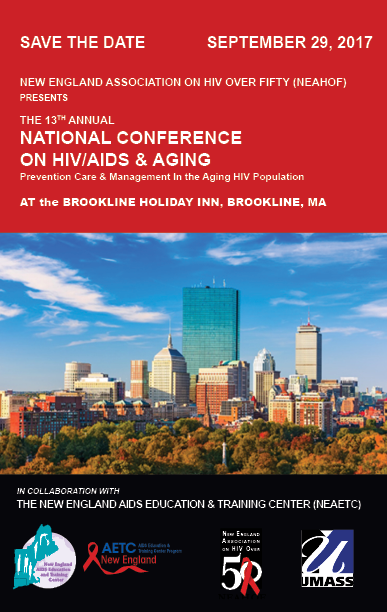 SAVE THE DATE SEPTEMBER 29, 2017
NEW ENGLAND ASSOCIATION ON HIV OVER FIFTY (NEAHOF)
PRESENTS
THE 13TH ANNUAL
NATIONAL CONFERENCE
ON HIV/AIDS & AGING
Prevention Care & Management In the Aging HIV Population
AT the BROOKLINE HOLIDAY INN, BROOKLINE, MA
IN COLLABORATION WITH
THE NEW ENGLAND AIDS EDUCATION & TRAINING CENTER (NEAETC)
New England
AIDS Education
and Training
Center
AETC AIDS Education &
Training Center Program
New England
NEW ENGLAND
ASSOCIATION
ON HIV OVER
50
UMASS